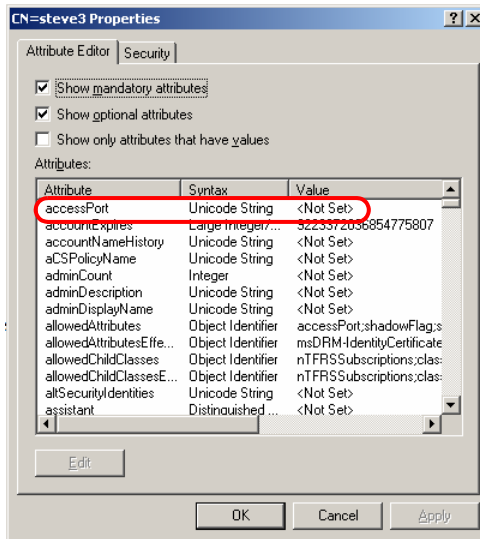 CN=steve3 Properties
Attribute Editor Security
Show mandatory attributes
Show optional attributes
Show only attributes that have values
Attributes:
Attribute Syntax Value
accessPort Unicode String <Not Set>
accountExpires Large Integer/... 9223372036854775807
accountNameHistory Unicode String <Not Set>
aCSPolicyName Unicode String <Not Set>
adminCount Integer <Not Set>
adminDescription Unicode String <Not Set>
adminDisplayName Unicode String <Not Set>
allowedAttributes Object Identifier accessPort;shadowFlag;s
allowedAttributesEffe... Object Identifier msDRM-IdentityCertificate
allowedChildClasses Object Identifier nTFRSSubscriptions;clas
allowedChildClassesE... Object Identifier nTFRSSubscriptions;clas
altSecurityIdentities Unicode String <Not Set>
assistant Distinguished ... <Not Set>
Edit
OK Cancel Apply